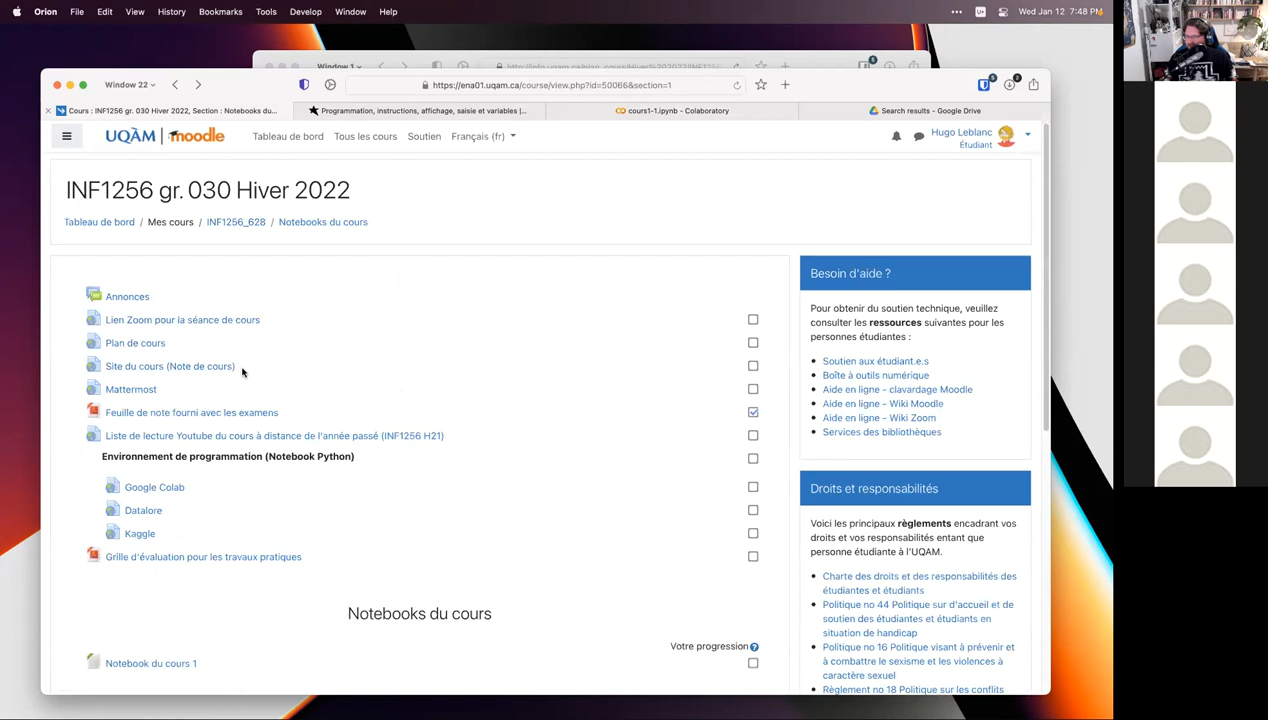 Orion File Edit View History Bookmarks Tools Develop Window Help
Wed Jan 12 7:48 PM
Window 1
Window 22
https://ena01.uqam.ca/course/view.php?id=50066&section=1
Cours : INF1256 gr. 030 Hiver 2022, Section : Notebooks du...
Programmation, instructions, affichage, saisie et variables |...
cours1-1.ipynb - Colaboratory
Search results - Google Drive
UQÀM | moodle
Tableau de bord Tous les cours Soutien Français (fr)
Hugo Leblanc
Étudiant
INF1256 gr. 030 Hiver 2022
Tableau de bord / Mes cours / INF1256_628 / Notebooks du cours
Annonces
Lien Zoom pour la séance de cours
Plan de cours
Site du cours (Note de cours)
Mattermost
Feuille de note fourni avec les examens
Liste de lecture Youtube du cours à distance de l'année passé (INF1256 H21)
Environnement de programmation (Notebook Python)
Google Colab
Datalore
Kaggle
Grille d'évaluation pour les travaux pratiques
Notebooks du cours
Votre progression
Notebook du cours 1
Besoin d'aide ?
Pour obtenir du soutien technique, veuillez
consulter les ressources suivantes pour les
personnes étudiantes :
Soutien aux étudiant.e.s
Boîte à outils numérique
Aide en ligne - clavardage Moodle
Aide en ligne - Wiki Moodle
Aide en ligne - Wiki Zoom
Services des bibliothèques
Droits et responsabilités
Voici les principaux règlements encadrant vos
droits et vos responsabilités entant que
personne étudiante à l'UQAM.
Charte des droits et des responsabilités des
étudiantes et étudiants
Politique no 44 Politique sur d'accueil et de
soutien des étudiantes et étudiants en
situation de handicap
Politique no 16 Politique visant à prévenir et
à combattre le sexisme et les violences à
caractère sexuel
Règlement no 18 Politique sur les conflits